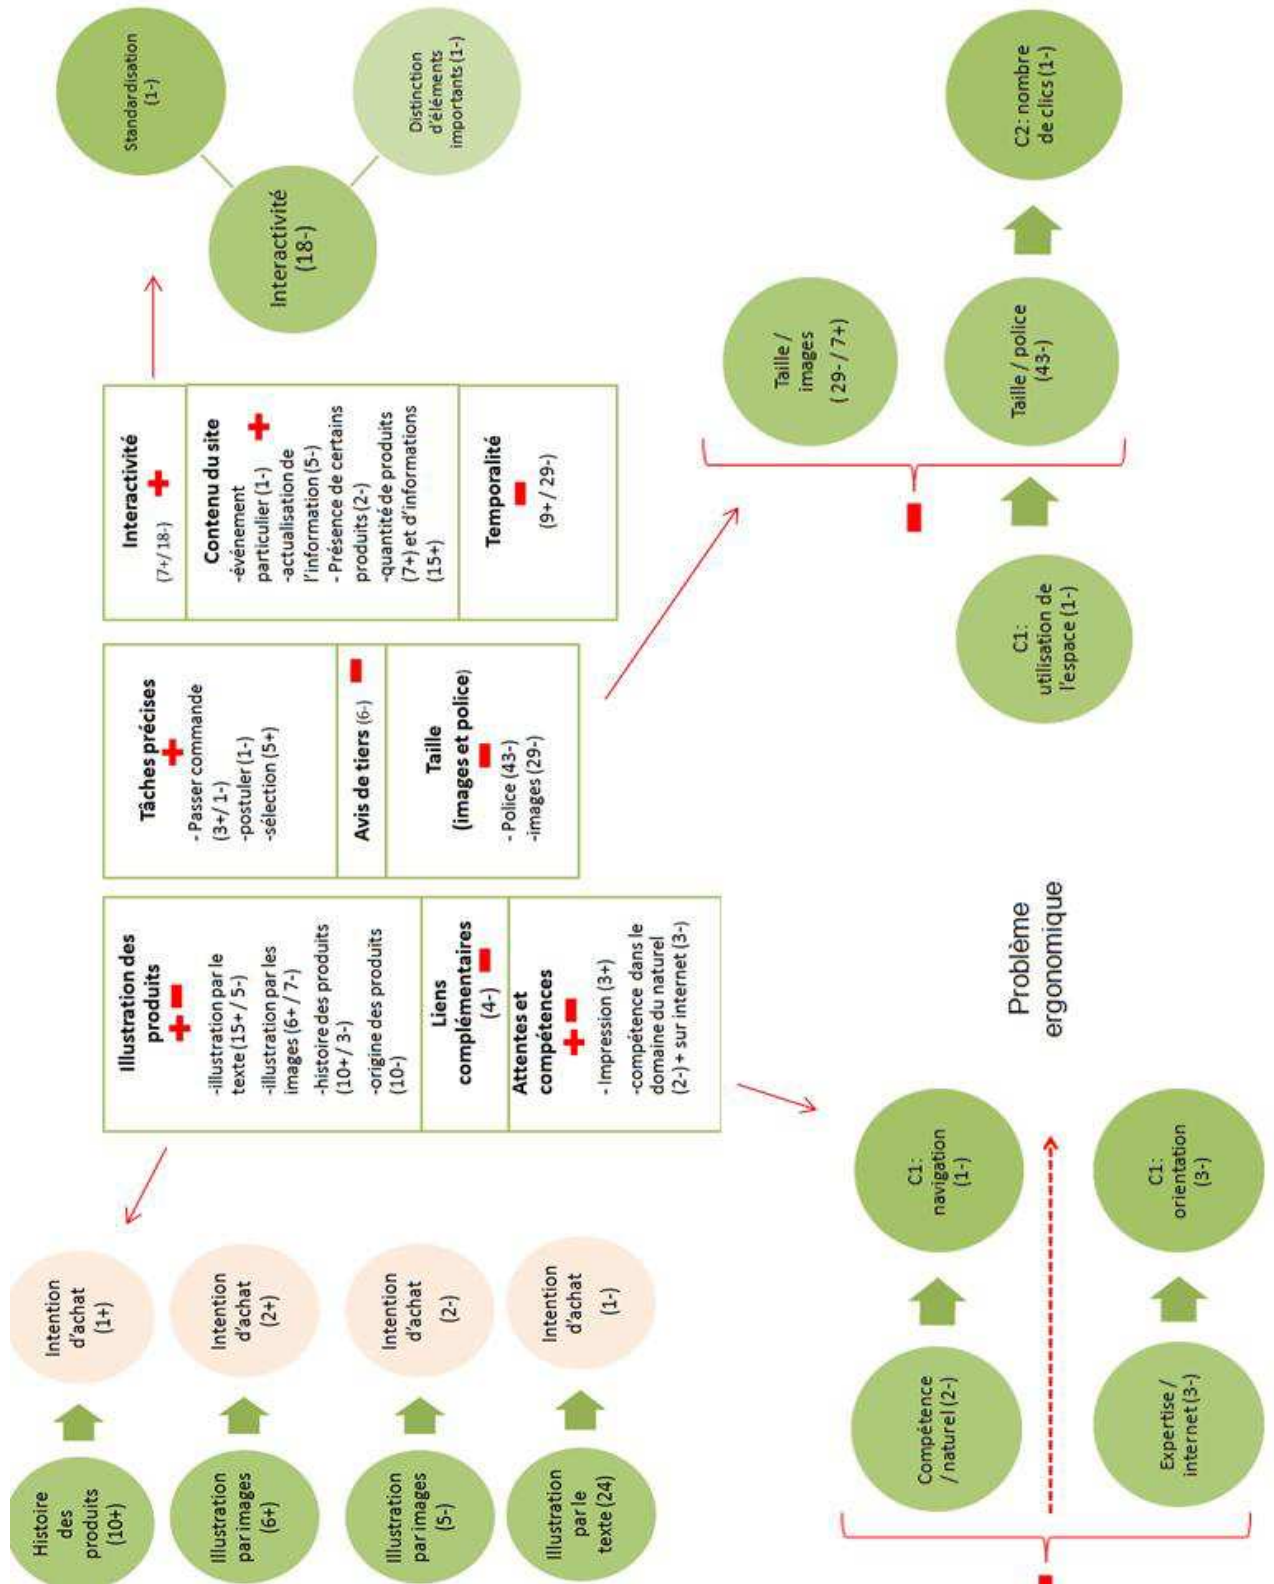 Histoire
des
produits
(10+)
Intention
d'achat
(1+)
Illustration
par images
(6+)
Intention
d'achat
(2+)
Illustration
par images
(5-)
Intention
d'achat
(2-)
Illustration
par le
texte (24)
Intention
d'achat
(1-)
Illustration des
produits
-illustration par le
texte (15+ / 5-)
-illustration par les
images (6+ / 7-)
-histoire des produits
(10+ / 3-)
-origine des produits
(10-)
Liens
complémentaires
(4-)
Attentes et
compétences
- Impression (3+)
-compétence dans le
domaine du naturel
(2-) + sur internet (3-)
Tâches précises
- Passer commande
(3+/ 1-)
-postuler (1-)
-sélection (5+)
Avis de tiers (6-)
Taille
(images et police)
- Police (43-)
-images (29-)
Interactivité
(7+/ 18-)
Contenu du site
-événement
particulier (1-)
-actualisation de
l'information (5-)
- Présence de certains
produits (2-)
-quantité de produits
(7+) et d'informations
(15+)
Temporalité
(9+ / 29-)
Standardisation
(1-)
Interactivité
(18-)
Distinction
d'éléments
importants (1-)
Compétence
/ naturel (2-)
C1:
navigation
(1-)
Expertise /
internet (3-)
C1:
orientation
(3-)
Problème
ergonomique
C1:
utilisation de
l'espace (1-)
Taille /
images
( 29- / 7+)
Taille / police
(43-)
C2: nombre
de clics (1-)